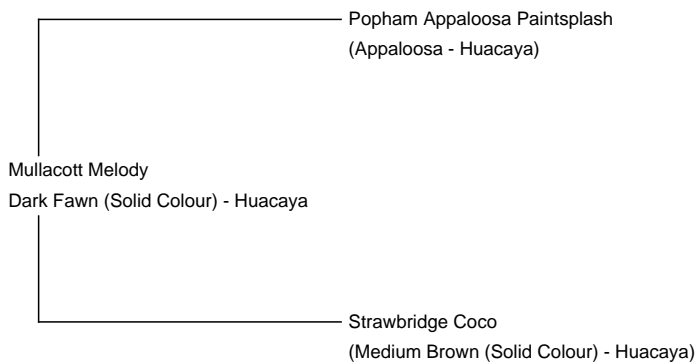 Popham Appaloosa Paintsplash
(Appaloosa - Huacaya)
Mullacott Melody
Dark Fawn (Solid Colour) - Huacaya
Strawbridge Coco
(Medium Brown (Solid Colour) - Huacaya)